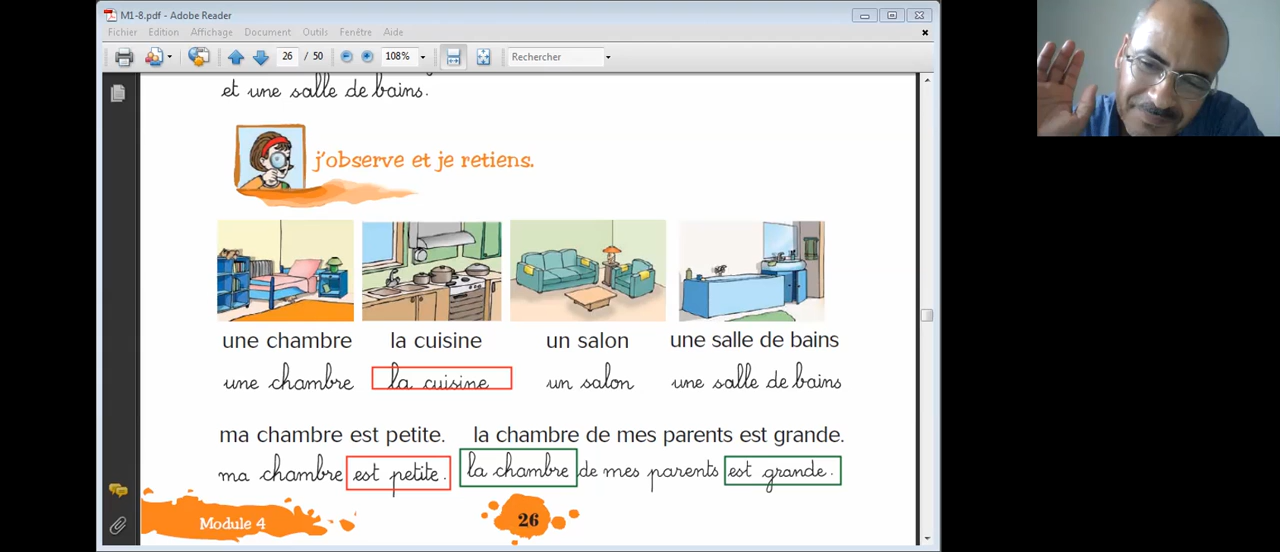 M1-8.pdf - Adobe Reader
Fichier Edition Affichage Document Outils Fenêtre Aide
26 / 50 108% Rechercher
et une salle de bains.
j'observe et je retiens.
une chambre la cuisine un salon une salle de bains
une chambre la cuisine un salon une salle de bains
ma chambre est petite. la chambre de mes parents est grande.
ma chambre est petite. la chambre de mes parents est grande.
Module 4 26